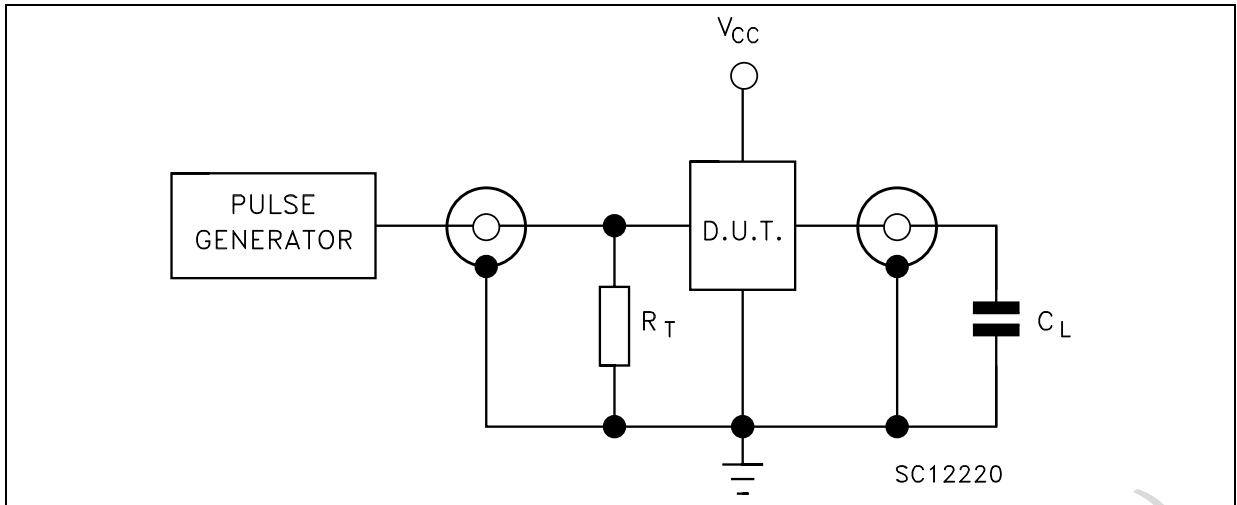 VCC
PULSE
GENERATOR
D.U.T.
RT
CL
SC12220